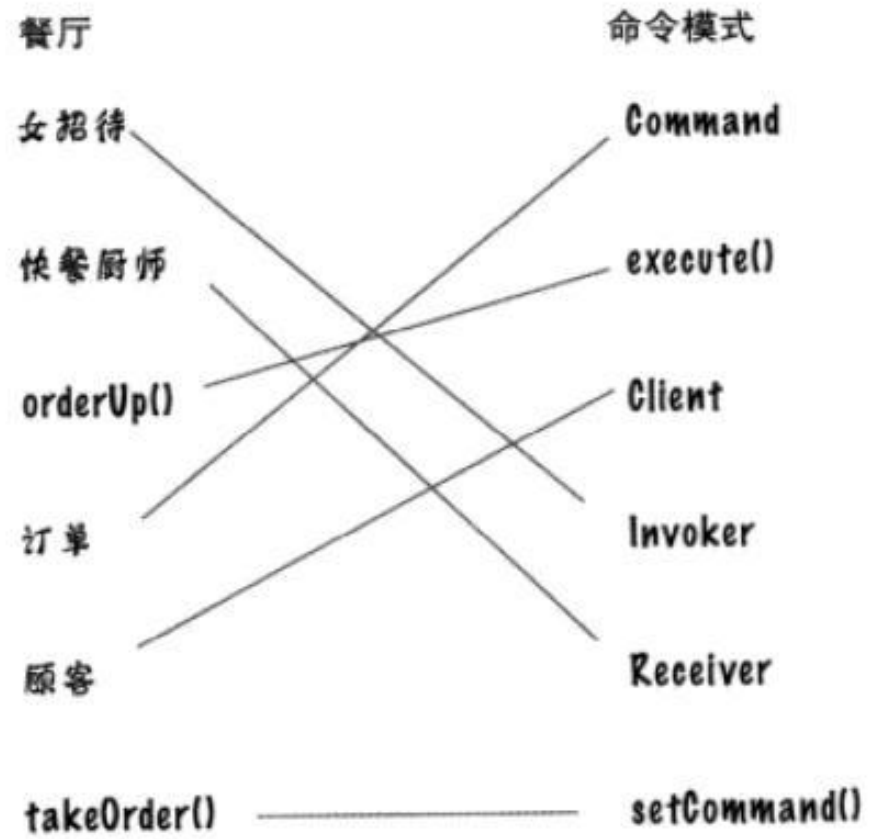 餐厅
命令模式
女招待
Command
快餐厨师
execute()
orderUp()
Client
订单
Invoker
顾客
Receiver
takeOrder()
setCommand()